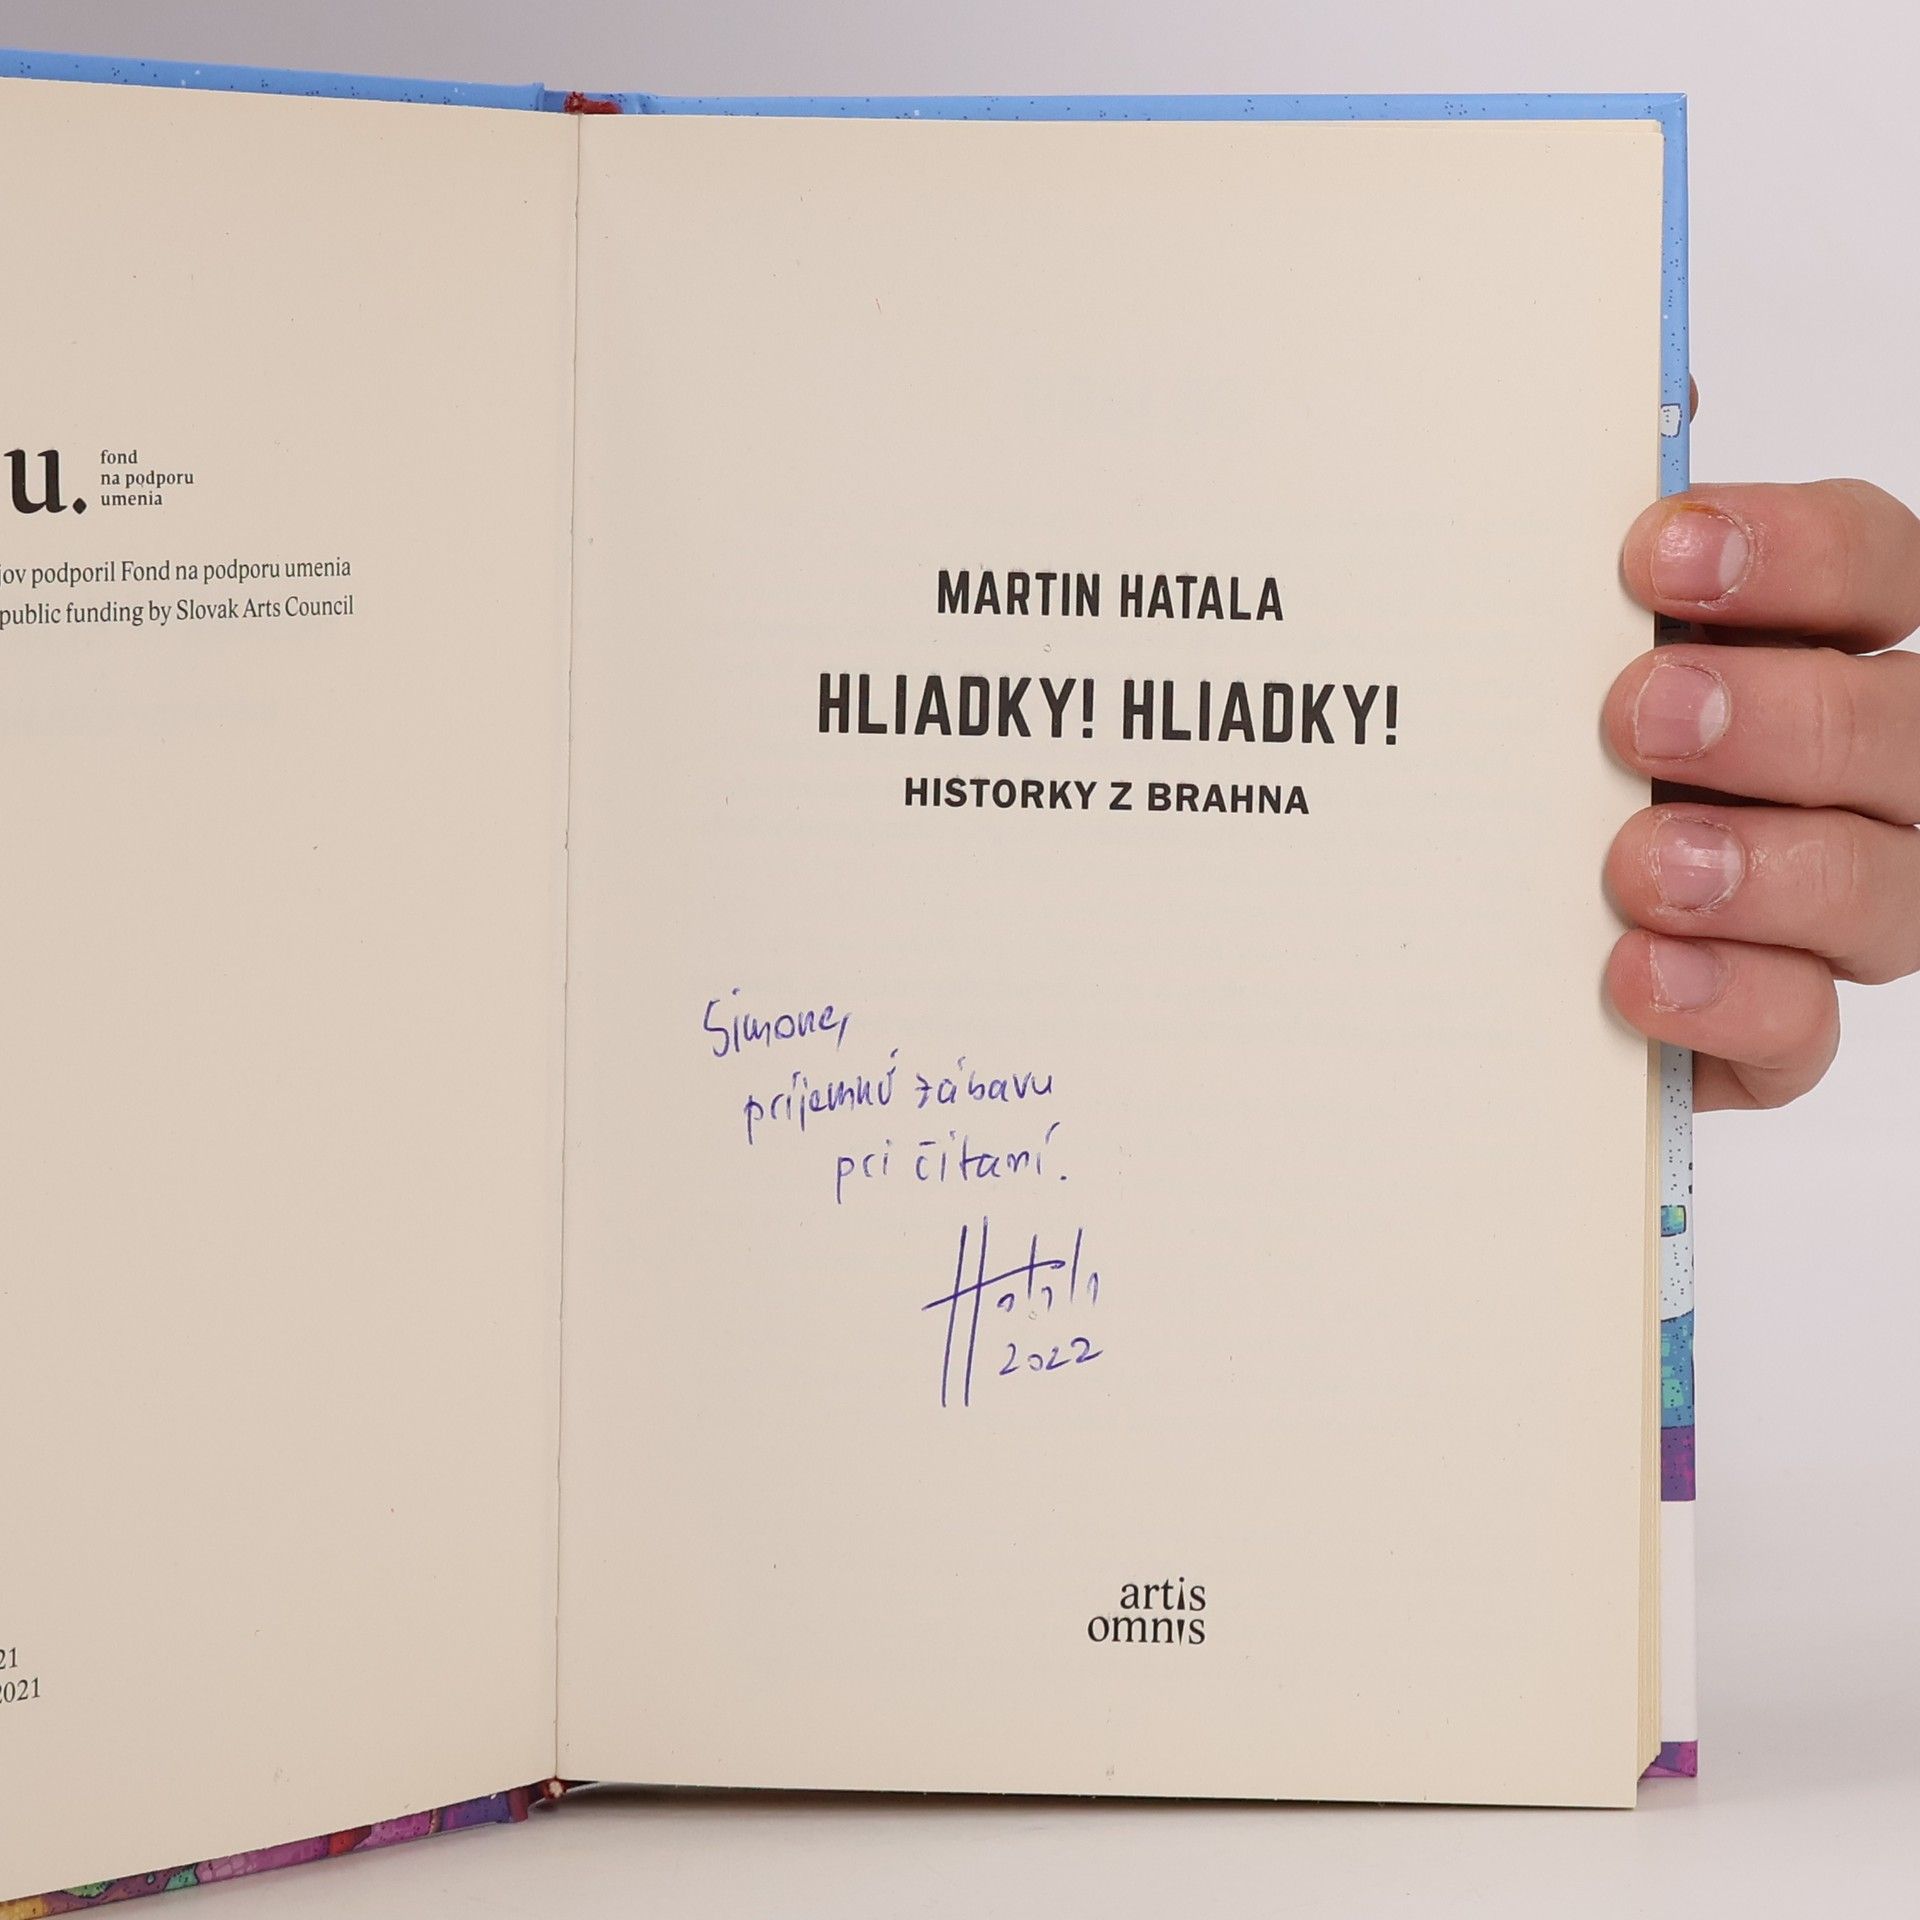 u.
fond
na podporu
umenia
jov podporil Fond na podporu umenia
public funding by Slovak Arts Council
21
2021
MARTIN HATALA
HLIADKY! HLIADKY!
HISTORKY Z BRAHNA
Simone,
príjemnú zábavu
pri čítaní.
Hatala
2022
artis
omnis